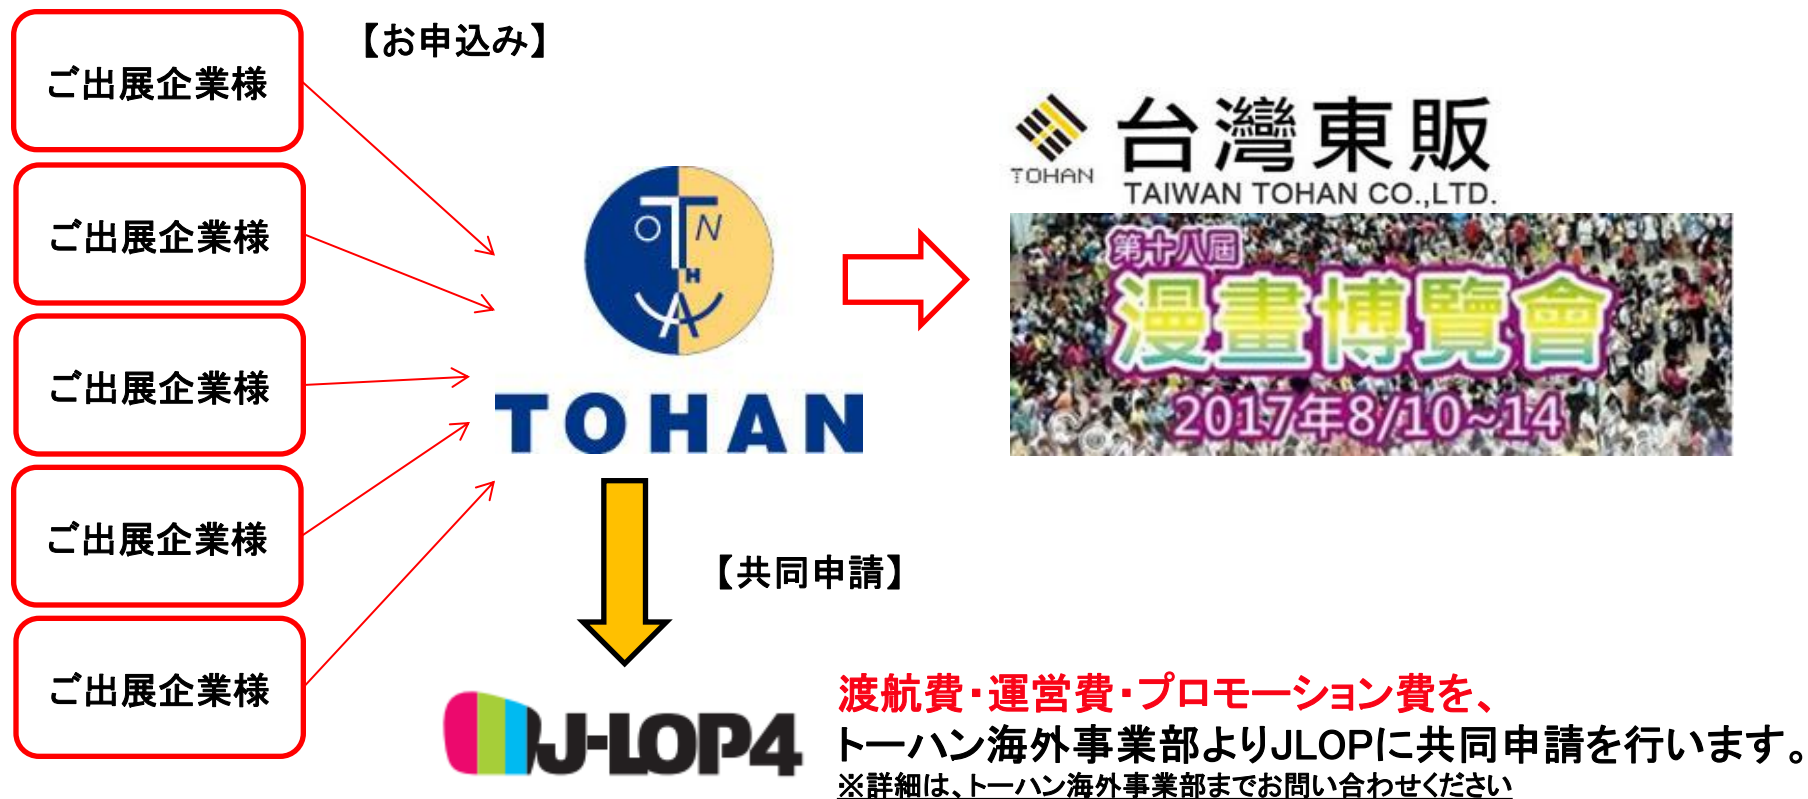 【お申込み】
ご出展企業様
ご出展企業様
ご出展企業様
ご出展企業様
ご出展企業様
TOHAN
TOHAN
台灣東販
TOHAN
TAIWAN TOHAN CO.,LTD.
第十八屆
漫畫博覽會
2017年8/10~14
【共同申請】
J-LOP4
渡航費・運営費・プロモーション費を、
トーハン海外事業部よりJLOPに共同申請を行います。
※詳細は、トーハン海外事業部までお問い合わせください